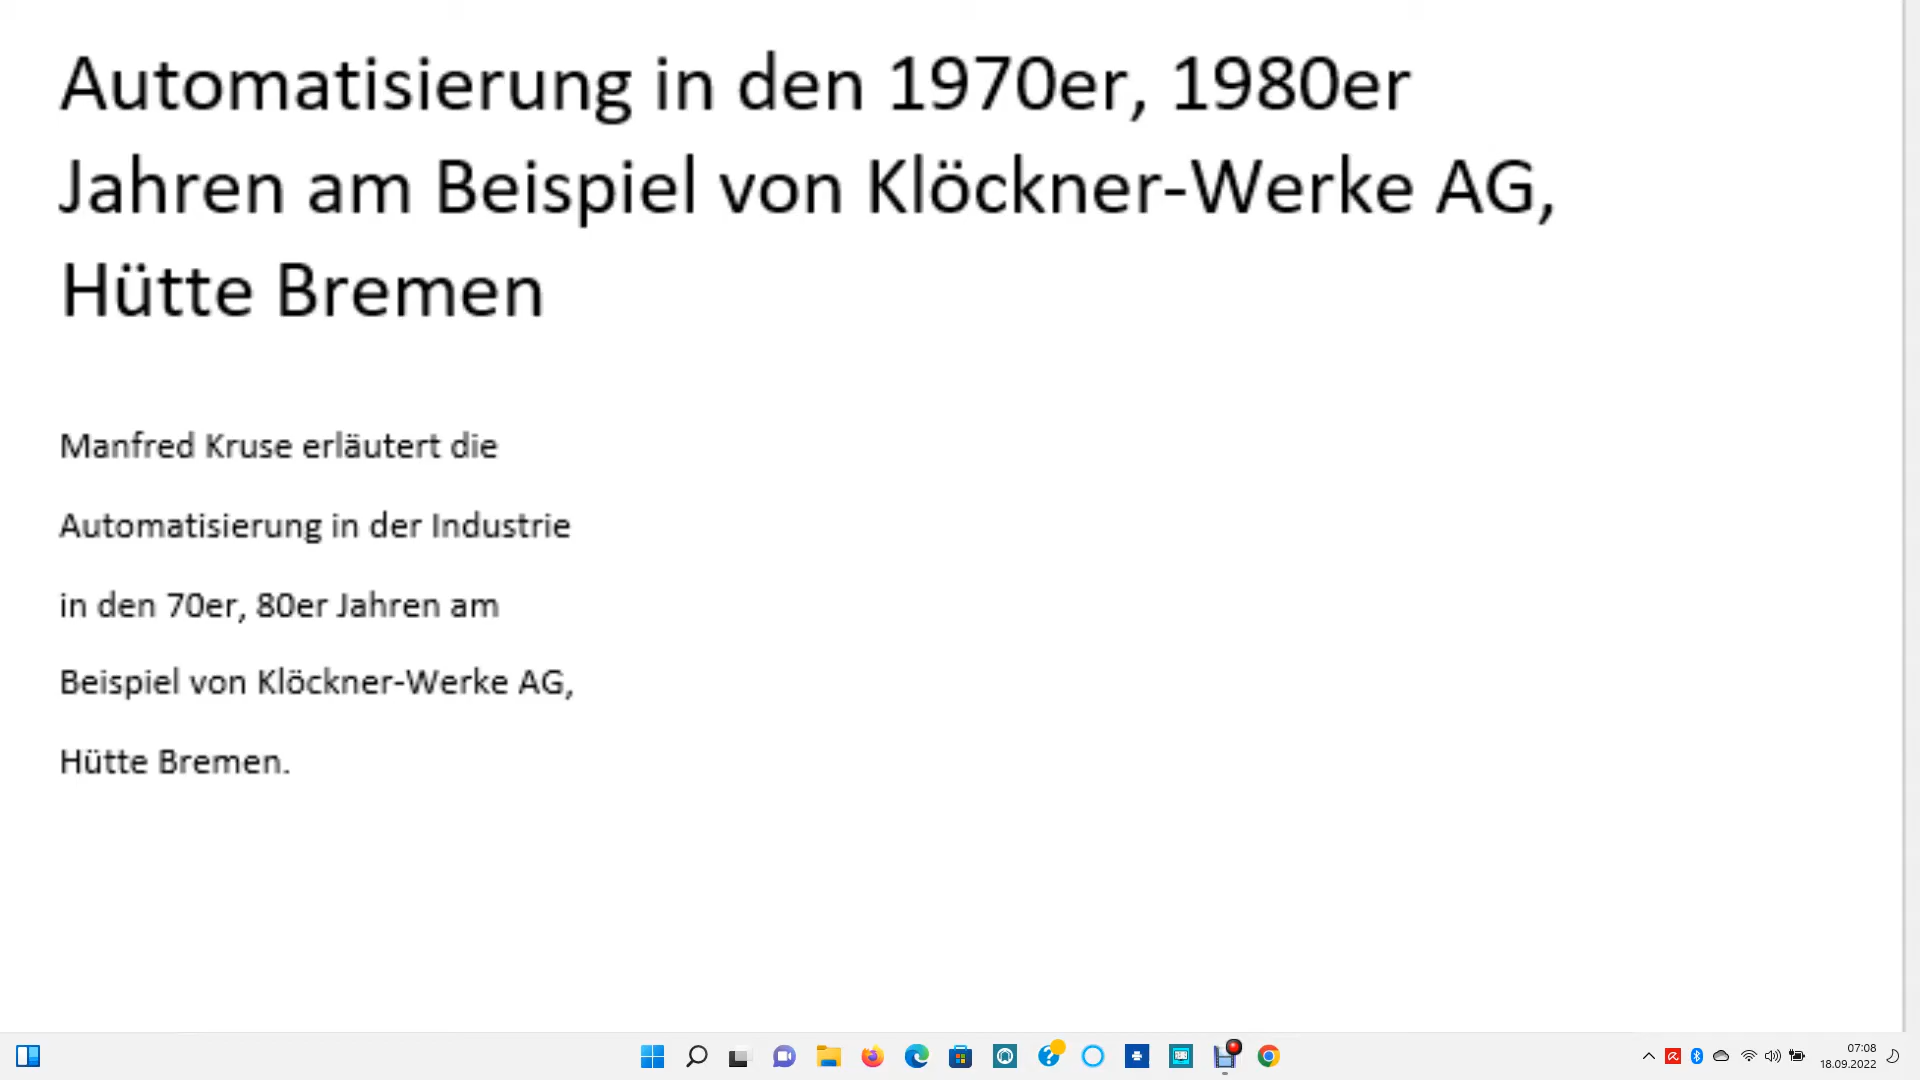 Automatisierung in den 1970er, 1980er
Jahren am Beispiel von Klöckner-Werke AG,
Hütte Bremen
Manfred Kruse erläutert die
Automatisierung in der Industrie
in den 70er, 80er Jahren am
Beispiel von Klöckner-Werke AG,
Hütte Bremen.
07:08
18.09.2022